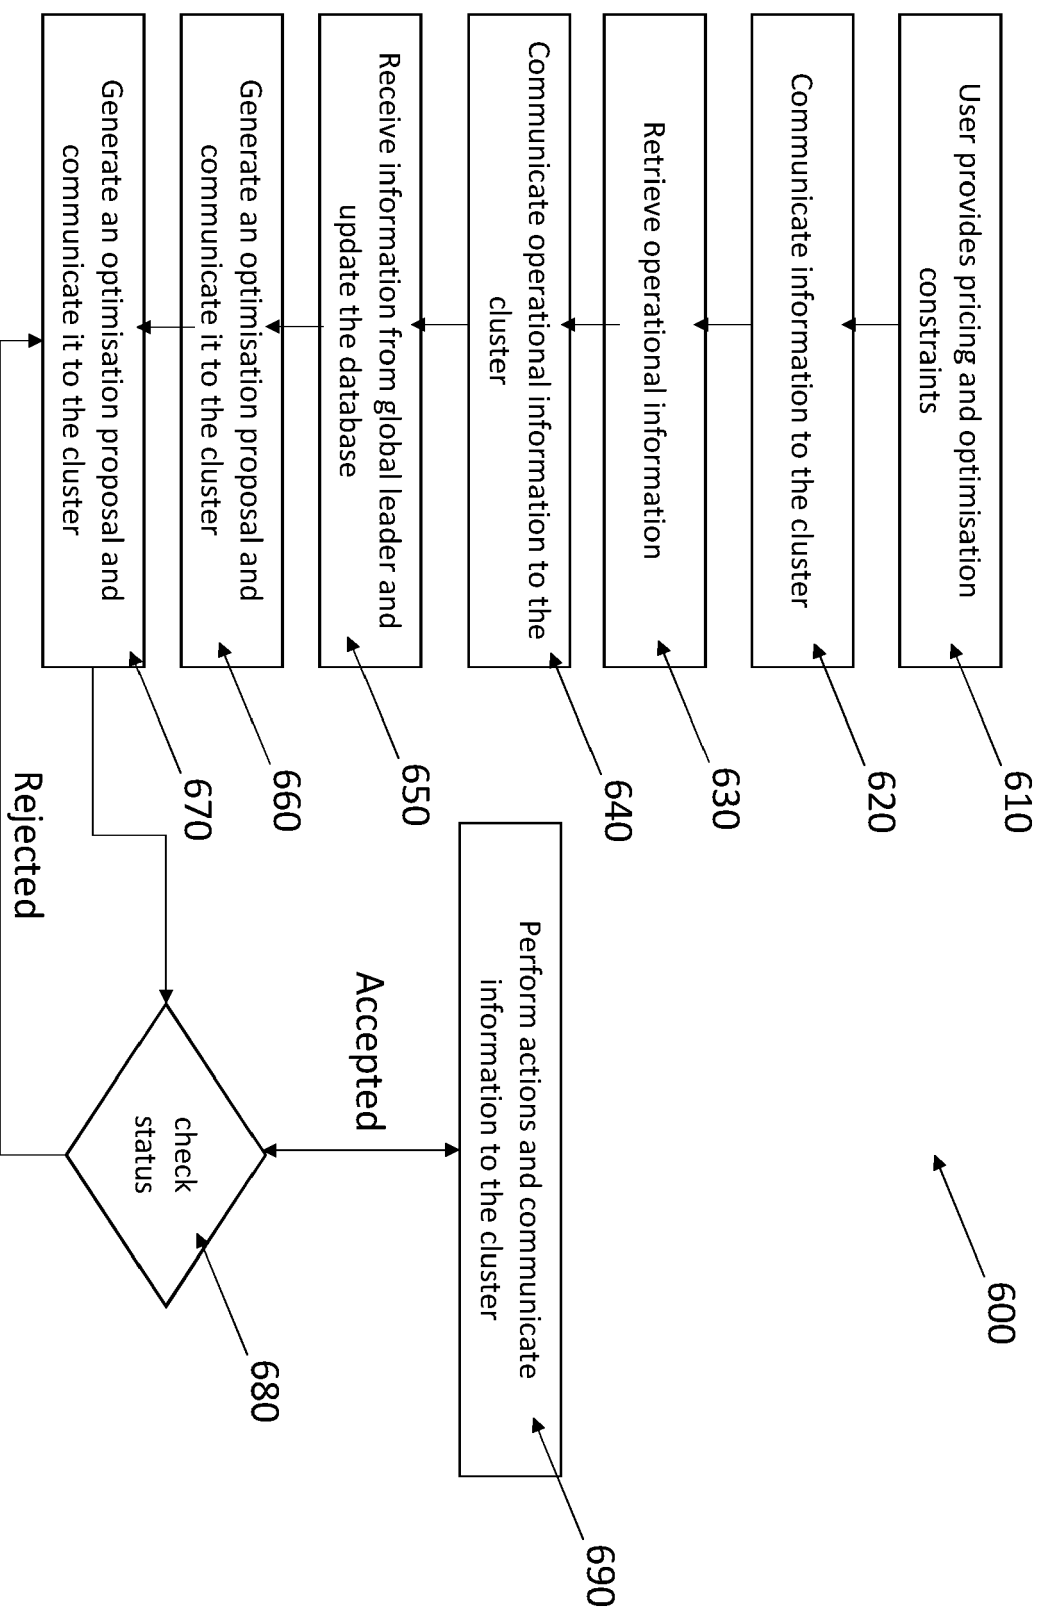 600
User provides pricing and optimisation
constraints
610
Communicate information to the cluster
620
Retrieve operational information
630
Communicate operational information to the
cluster
640
Receive information from global leader and
update the database
650
Generate an optimisation proposal and
communicate it to the cluster
660
Generate an optimisation proposal and
communicate it to the cluster
670
check
status
680
Accepted
Rejected
Perform actions and communicate
information to the cluster
690